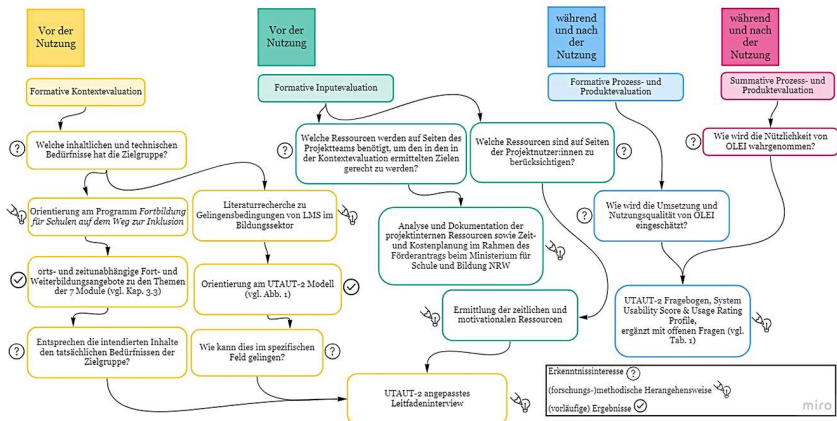 Vor der
Nutzung
Vor der
Nutzung
während
und nach
der
Nutzung
während
und nach
der
Nutzung
Formative Kontextevaluation
Formative Inputevaluation
Formative Prozess- und
Produktevaluation
Summative Prozess- und
Produktevaluation
Welche inhaltlichen und technischen
Bedürfnisse hat die Zielgruppe?
?
Welche Ressourcen werden auf Seiten des
Projektteams benötigt, um den in den in
der Kontextevaluation ermittelten Zielen
gerecht zu werden?
?
Welche Ressourcen sind auf Seiten
der Projektnutzer:innen zu
berücksichtigen?
?
Wie wird die Nützlichkeit von
OLEI wahrgenommen?
?
Orientierung am Programm Fortbildung
für Schulen auf dem Weg zur Inklusion
Literaturrecherche zu
Gelingensbedingungen von LMS im
Bildungssektor
Wie wird die Umsetzung und
Nutzungsqualität von OLEI
eingeschätzt?
?
Analyse und Dokumentation der
projektinternen Ressourcen sowie Zeit-
und Kostenplanung im Rahmen des
Förderantrags beim Ministerium für
Schule und Bildung NRW
orts- und zeitunabhängige Fort- und
Weiterbildungsangebote zu den Themen
der 7 Module (vgl. Kap. 3.3)
Orientierung am UTAUT-2 Modell
(vgl. Abb. 1)
Ermittlung der zeitlichen und
motivationalen Ressourcen
UTAUT-2 Fragebogen, System
Usability Score & Usage Rating
Profile,
ergänzt mit offenen Fragen (vgl.
Tab. 1)
Entsprechen die intendierten Inhalte
den tatsächlichen Bedürfnissen der
Zielgruppe?
?
Wie kann dies im spezifischen
Feld gelingen?
?
UTAUT-2 angepasstes
Leitfadeninterview
Erkenntnissinteresse ?
(forschungs-)methodische Herangehensweise
(vorläufige) Ergebnisse
miro